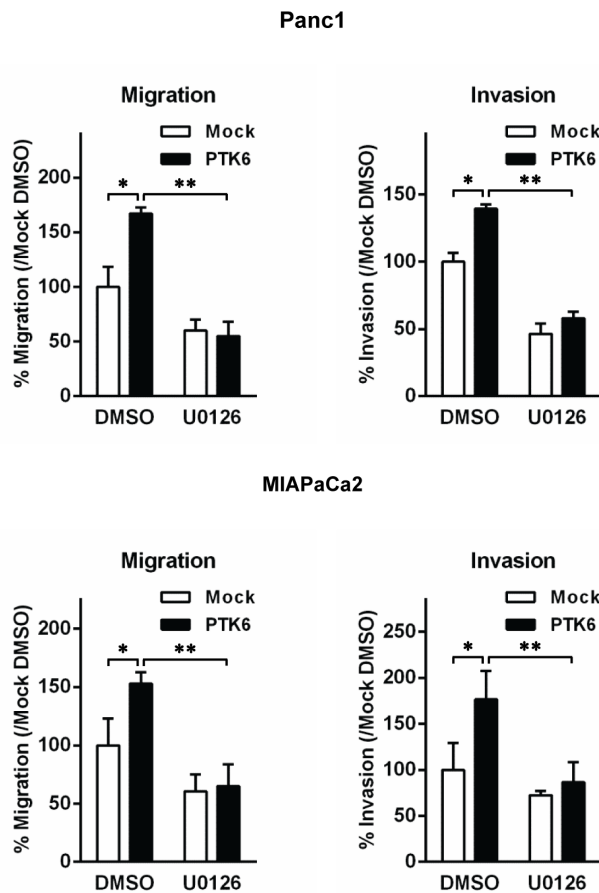 Panc1
Migration
Mock
PTK6
% Migration (/Mock DMSO)
200
150
100
50
0
*
**
DMSO U0126
Invasion
Mock
PTK6
% Invasion (/Mock DMSO)
150
100
50
0
*
**
DMSO U0126
MIAPaCa2
Migration
Mock
PTK6
% Migration (/Mock DMSO)
200
150
100
50
0
*
**
DMSO U0126
Invasion
Mock
PTK6
% Invasion (/Mock DMSO)
250
200
150
100
50
0
*
**
DMSO U0126